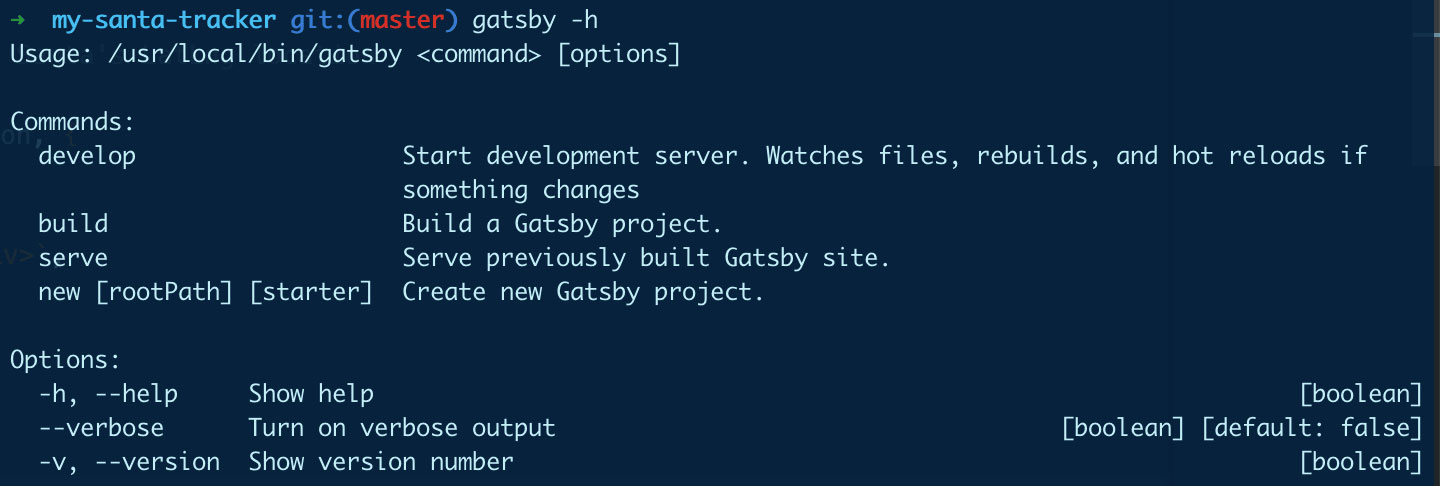 ➜  my-santa-tracker git:(master) gatsby -h
Usage: /usr/local/bin/gatsby <command> [options]
Commands:
  develop                   Start development server. Watches files, rebuilds, and hot reloads if
                            something changes
  build                     Build a Gatsby project.
  serve                     Serve previously built Gatsby site.
  new [rootPath] [starter]  Create new Gatsby project.
Options:
  -h, --help     Show help                                                                  [boolean]
  --verbose      Turn on verbose output                                    [boolean] [default: false]
  -v, --version  Show version number                                                        [boolean]